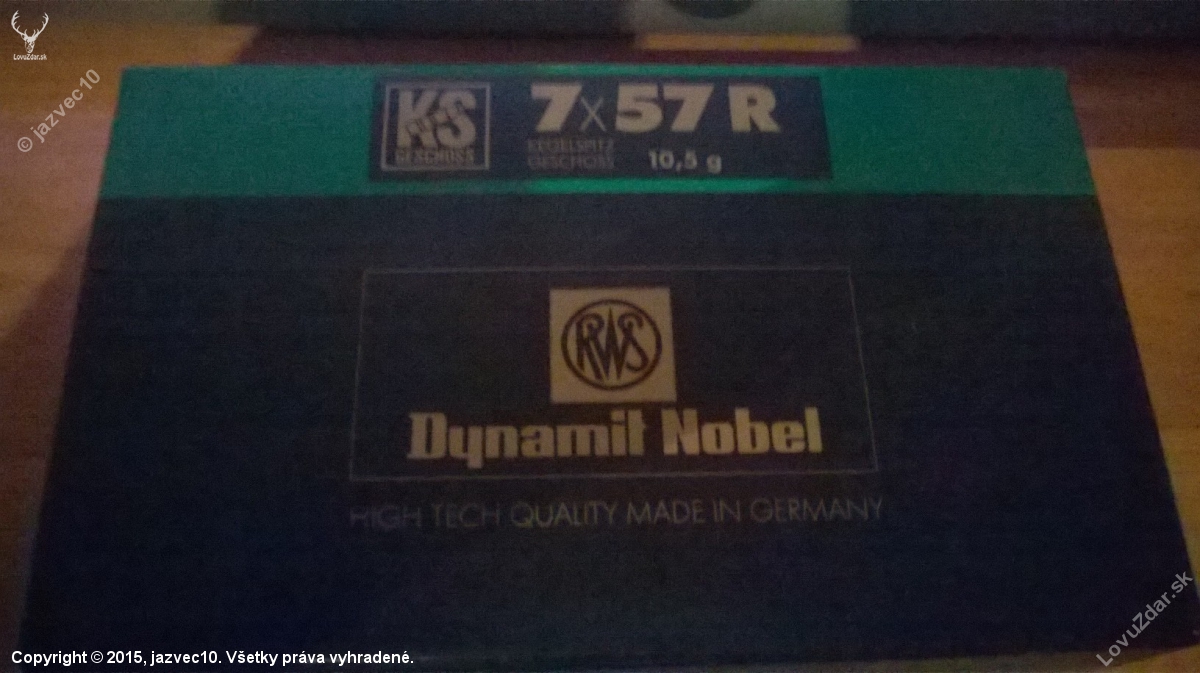 LovuZdar.sk
© jazvec10
KS
GESCHOSS
7x57 R
KEGELSPITZ
GESCHOSS
10,5 g
RWS
Dynamit Nobel
HIGH TECH QUALITY MADE IN GERMANY
LovuZdar.sk
Copyright © 2015, jazvec10. Všetky práva vyhradené.